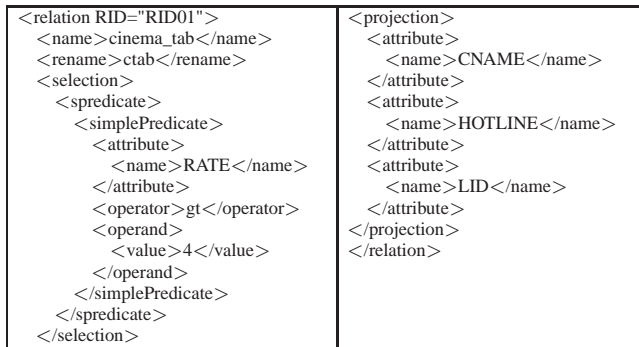 <relation RID="RID01">
<name>cinema_tab</name>
<rename>ctab</rename>
<selection>
<spredicate>
<simplePredicate>
<attribute>
<name>RATE</name>
</attribute>
<operator>gt</operator>
<operand>
<value>4</value>
</operand>
</simplePredicate>
</spredicate>
</selection>
<projection>
<attribute>
<name>CNAME</name>
</attribute>
<attribute>
<name>HOTLINE</name>
</attribute>
<attribute>
<name>LID</name>
</attribute>
</projection>
</relation>